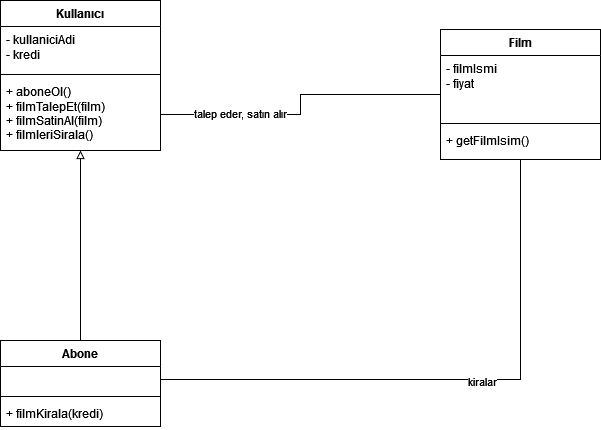 Kullanıcı
- kullaniciAdi
- kredi
+ aboneOl()
+ filmTalepEt(film)
+ filmSatinAl(film)
+ filmleriSirala()
talep eder, satın alır
Film
- filmIsmi
- fiyat
+ getFilmIsim()
Abone
+ filmKirala(kredi)
kiralar